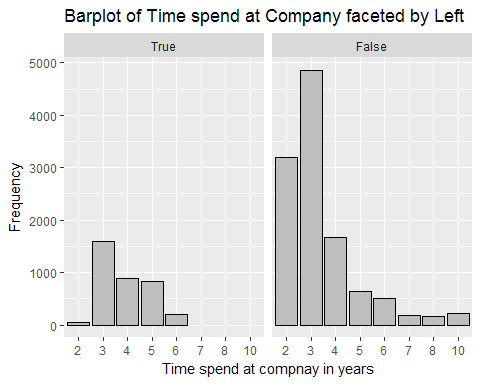 Barplot of Time spend at Company faceted by Left
True False
5000
4000
3000
2000
1000
0
Frequency
2 3 4 5 6 7 8 10 2 3 4 5 6 7 8 10
Time spend at compnay in years